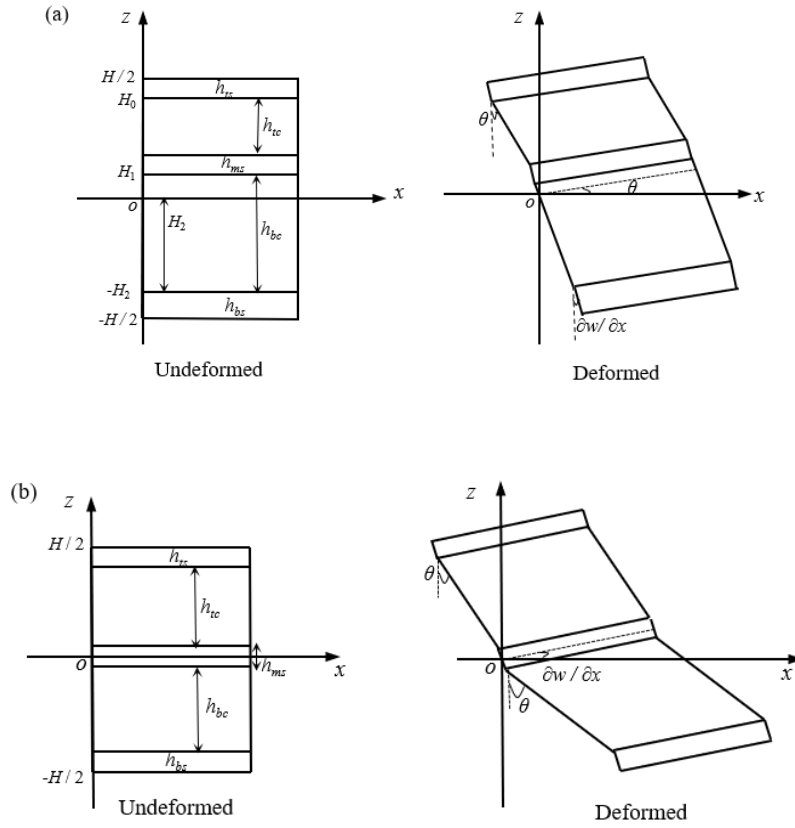 (a)
z
H/2
h_ts
H_0
h_tc
h_ms
H_1
x
o
H_2
h_bc
-H_2
h_bs
-H/2
Undeformed
z
θ
θ
o
x
∂w/∂x
Deformed
(b)
z
H/2
h_ts
h_tc
o
x
h_ms
h_bc
h_bs
-H/2
Undeformed
z
θ
o
∂w/∂x
x
θ
Deformed